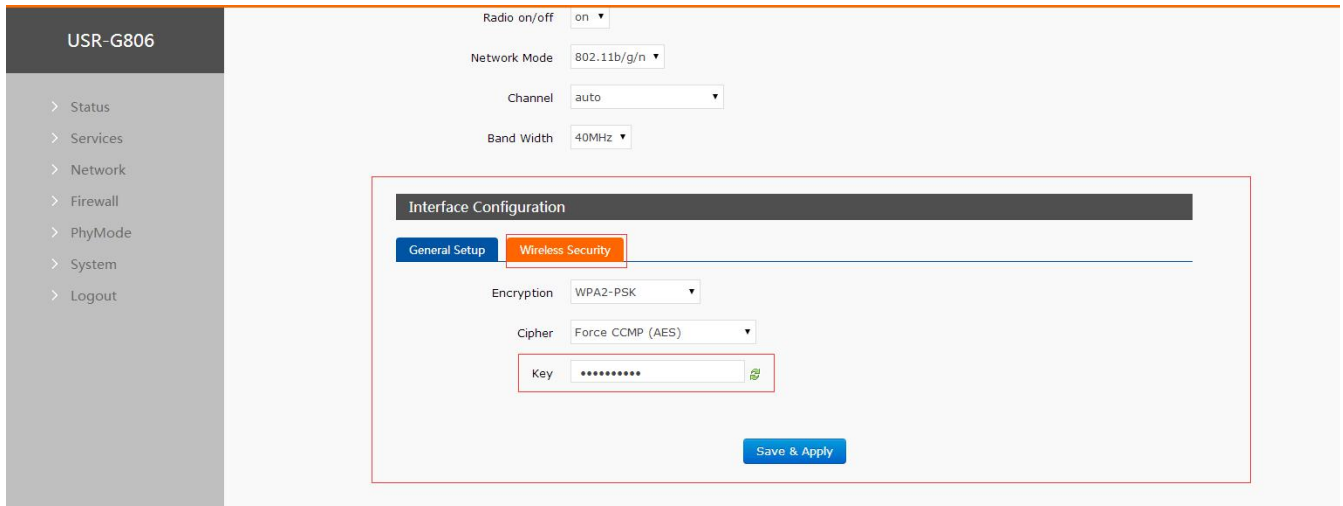 USR-G806
Status
Services
Network
Firewall
PhyMode
System
Logout
Radio on/off on
Network Mode 802.11b/g/n
Channel auto
Band Width 40MHz
Interface Configuration
General Setup Wireless Security
Encryption WPA2-PSK
Cipher Force CCMP (AES)
Key ••••••••••
Save & Apply